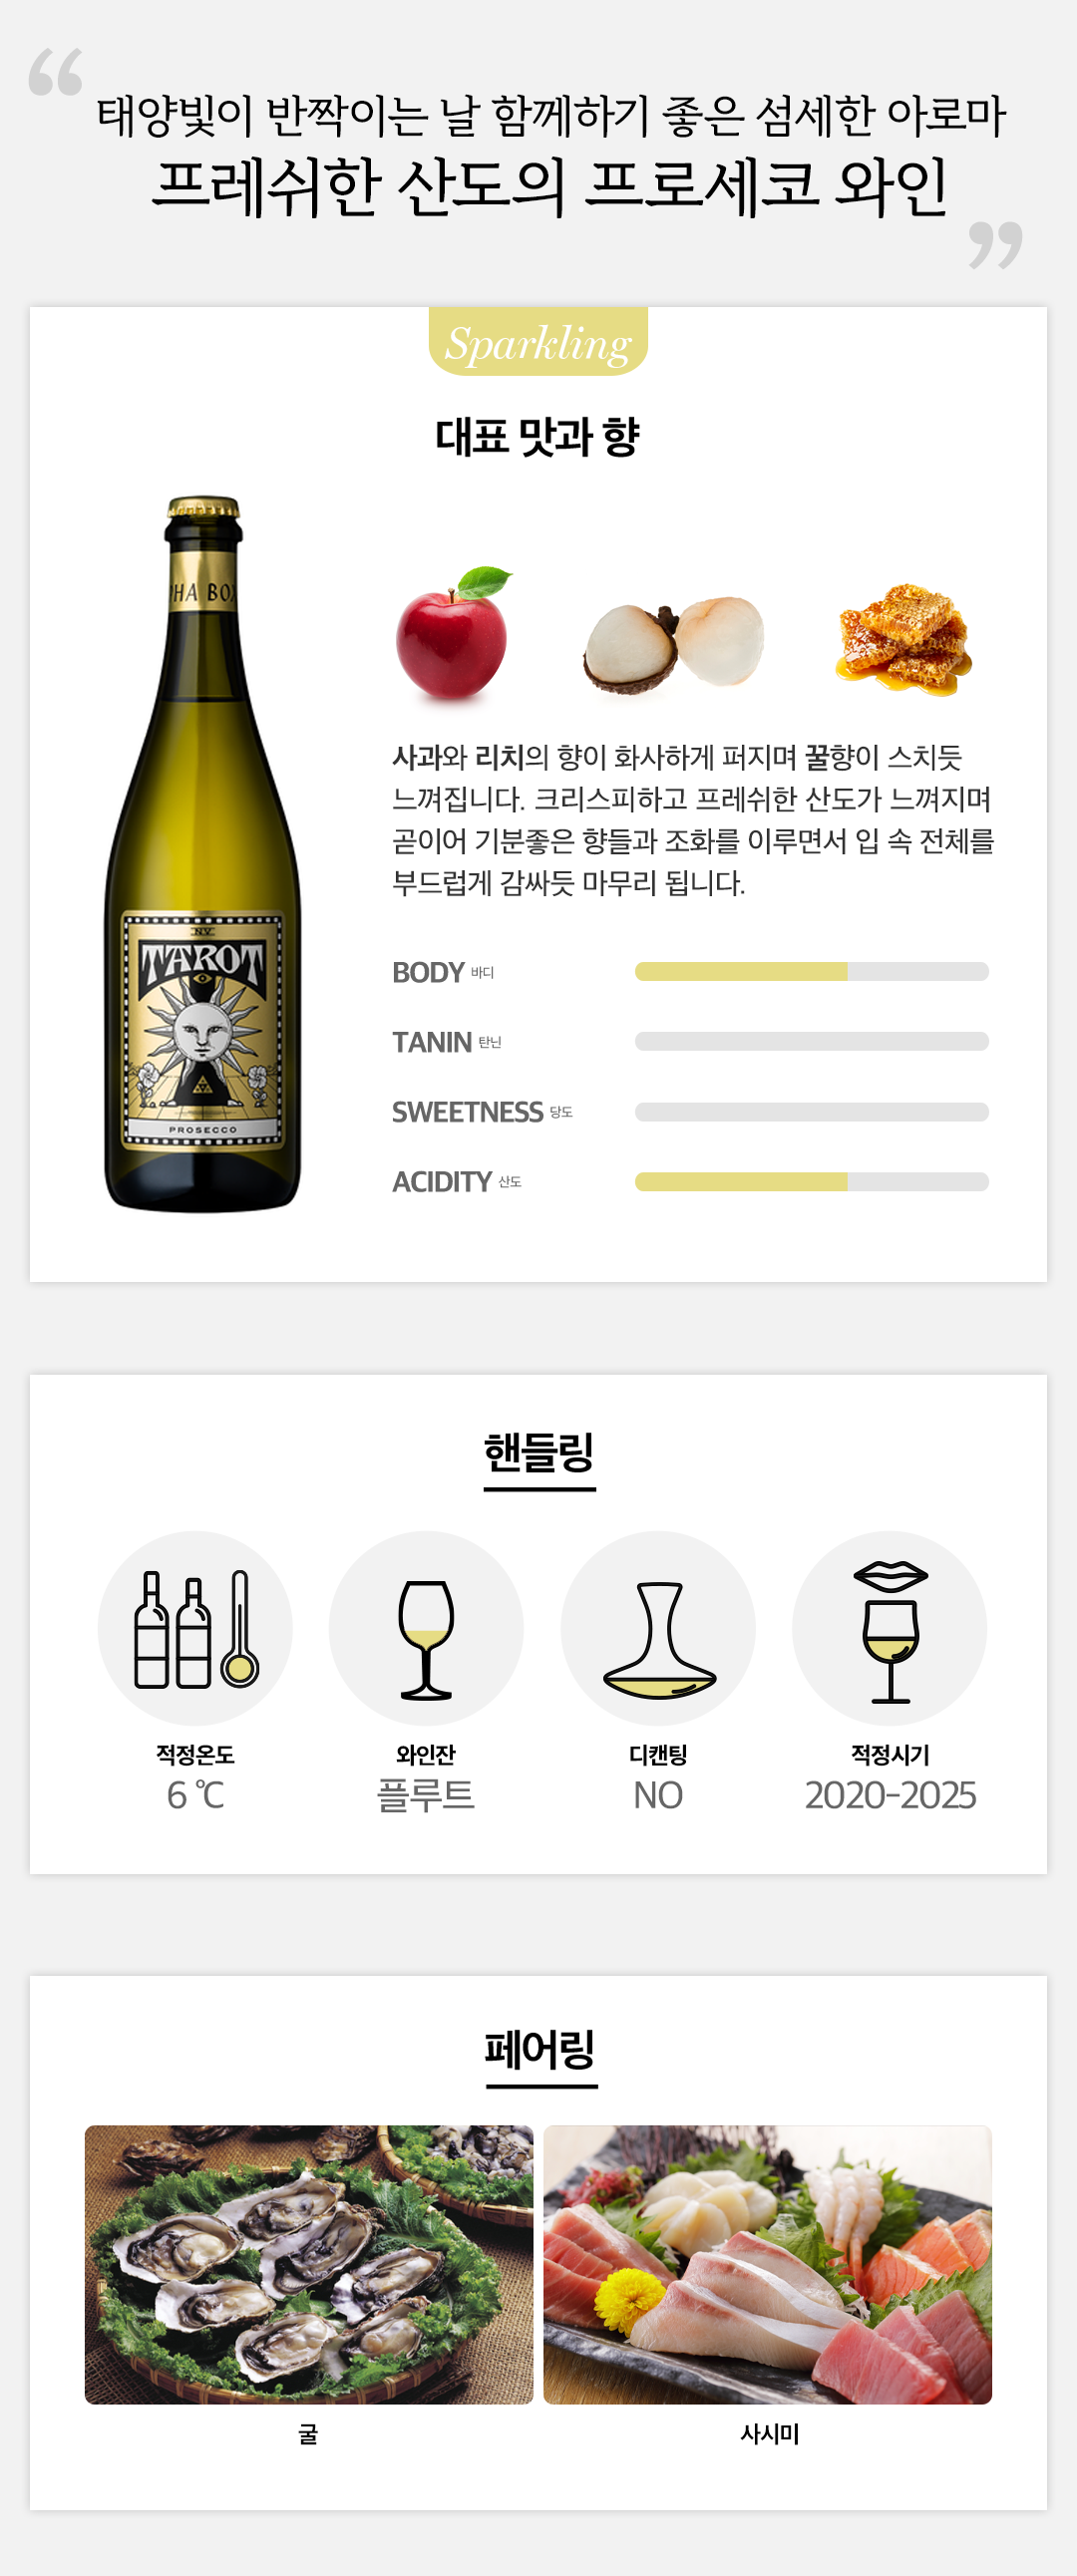 “
태양빛이 반짝이는 날 함께하기 좋은 섬세한 아로마
프레쉬한 산도의 프로세코 와인
”
Sparkling
대표 맛과 향
PHA BOX
N.V.
TAROT
PROSECCO
사과와 리치의 향이 화사하게 퍼지며 꿀향이 스치듯
느껴집니다. 크리스피하고 프레쉬한 산도가 느껴지며
곧이어 기분좋은 향들과 조화를 이루면서 입 속 전체를
부드럽게 감싸듯 마무리 됩니다.
BODY 바디
TANIN 탄닌
SWEETNESS 당도
ACIDITY 산도
핸들링
적정온도
6 ℃
와인잔
플루트
디캔팅
NO
적정시기
2020-2025
페어링
굴
사시미